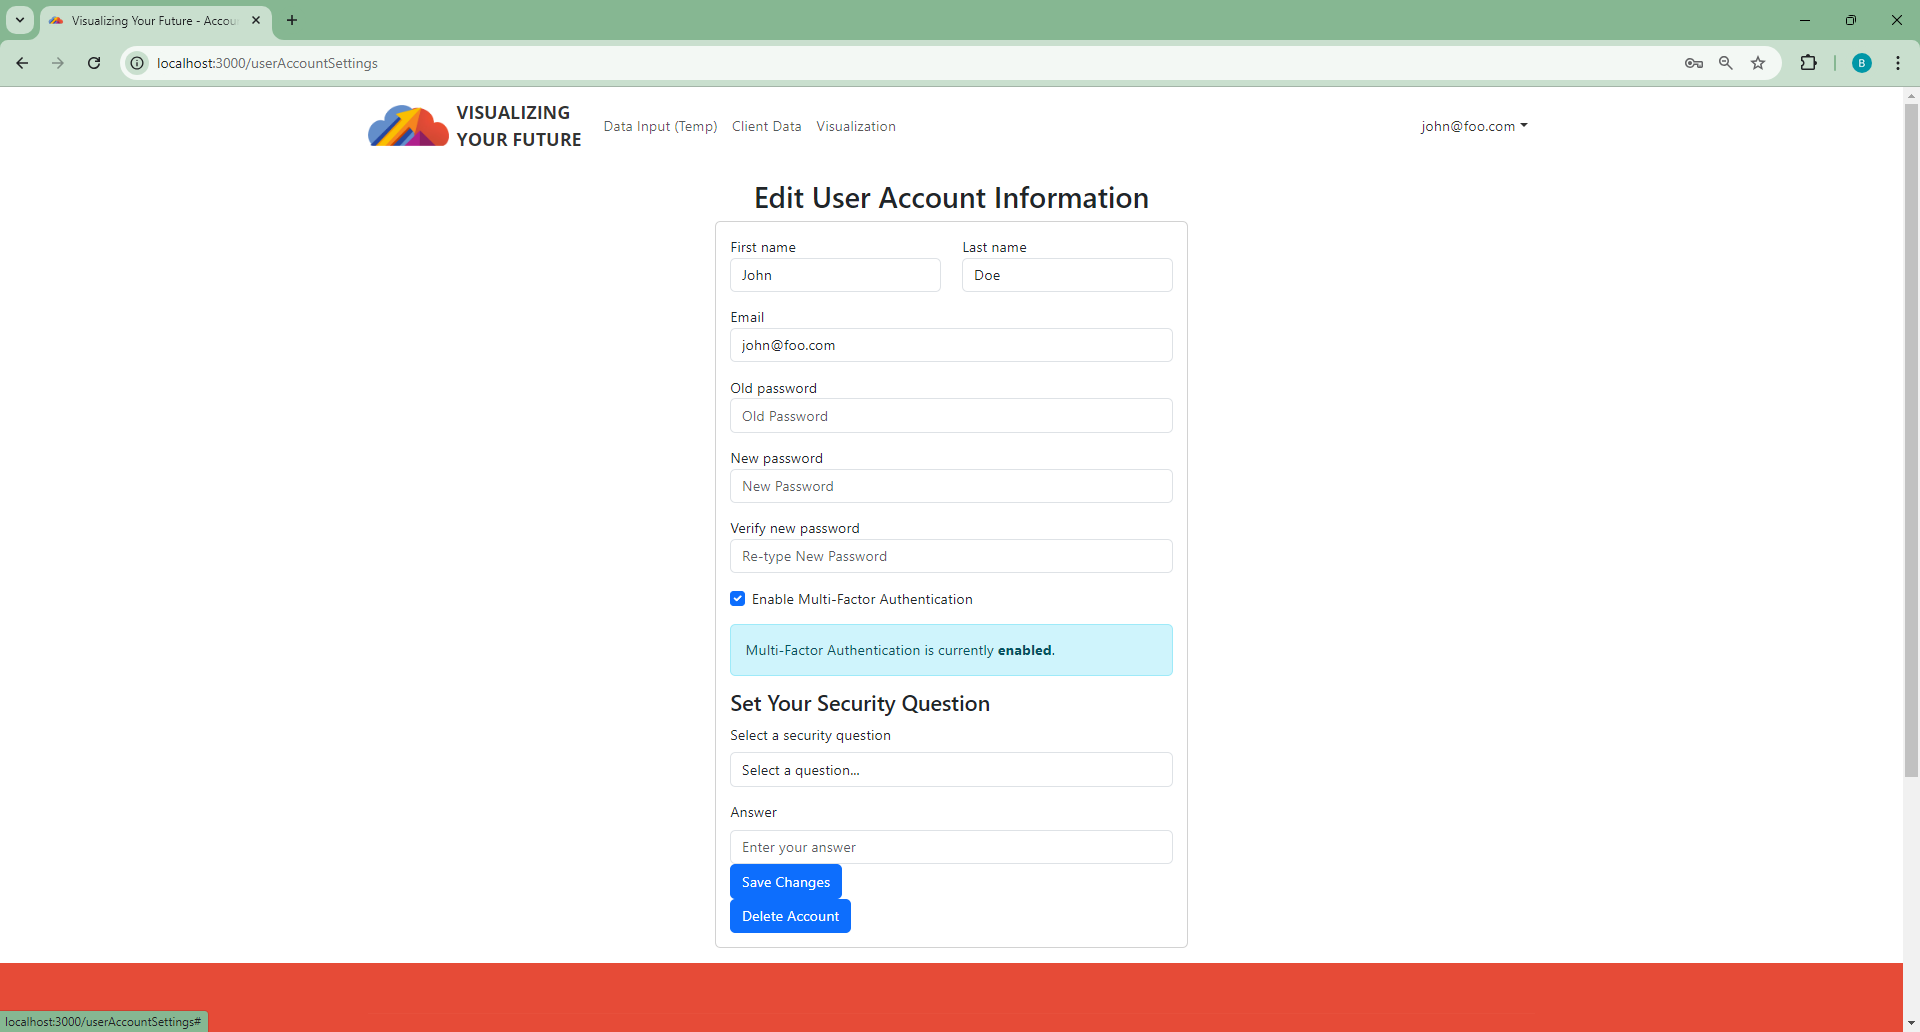 Visualizing Your Future - Accou
localhost:3000/userAccountSettings
B
VISUALIZING
YOUR FUTURE
Data Input (Temp)
Client Data
Visualization
john@foo.com
Edit User Account Information
First name
Last name
John
Doe
Email
john@foo.com
Old password
Old Password
New password
New Password
Verify new password
Re-type New Password
Enable Multi-Factor Authentication
Multi-Factor Authentication is currently enabled.
Set Your Security Question
Select a security question
Select a question...
Answer
Enter your answer
Save Changes
Delete Account
localhost:3000/userAccountSettings#